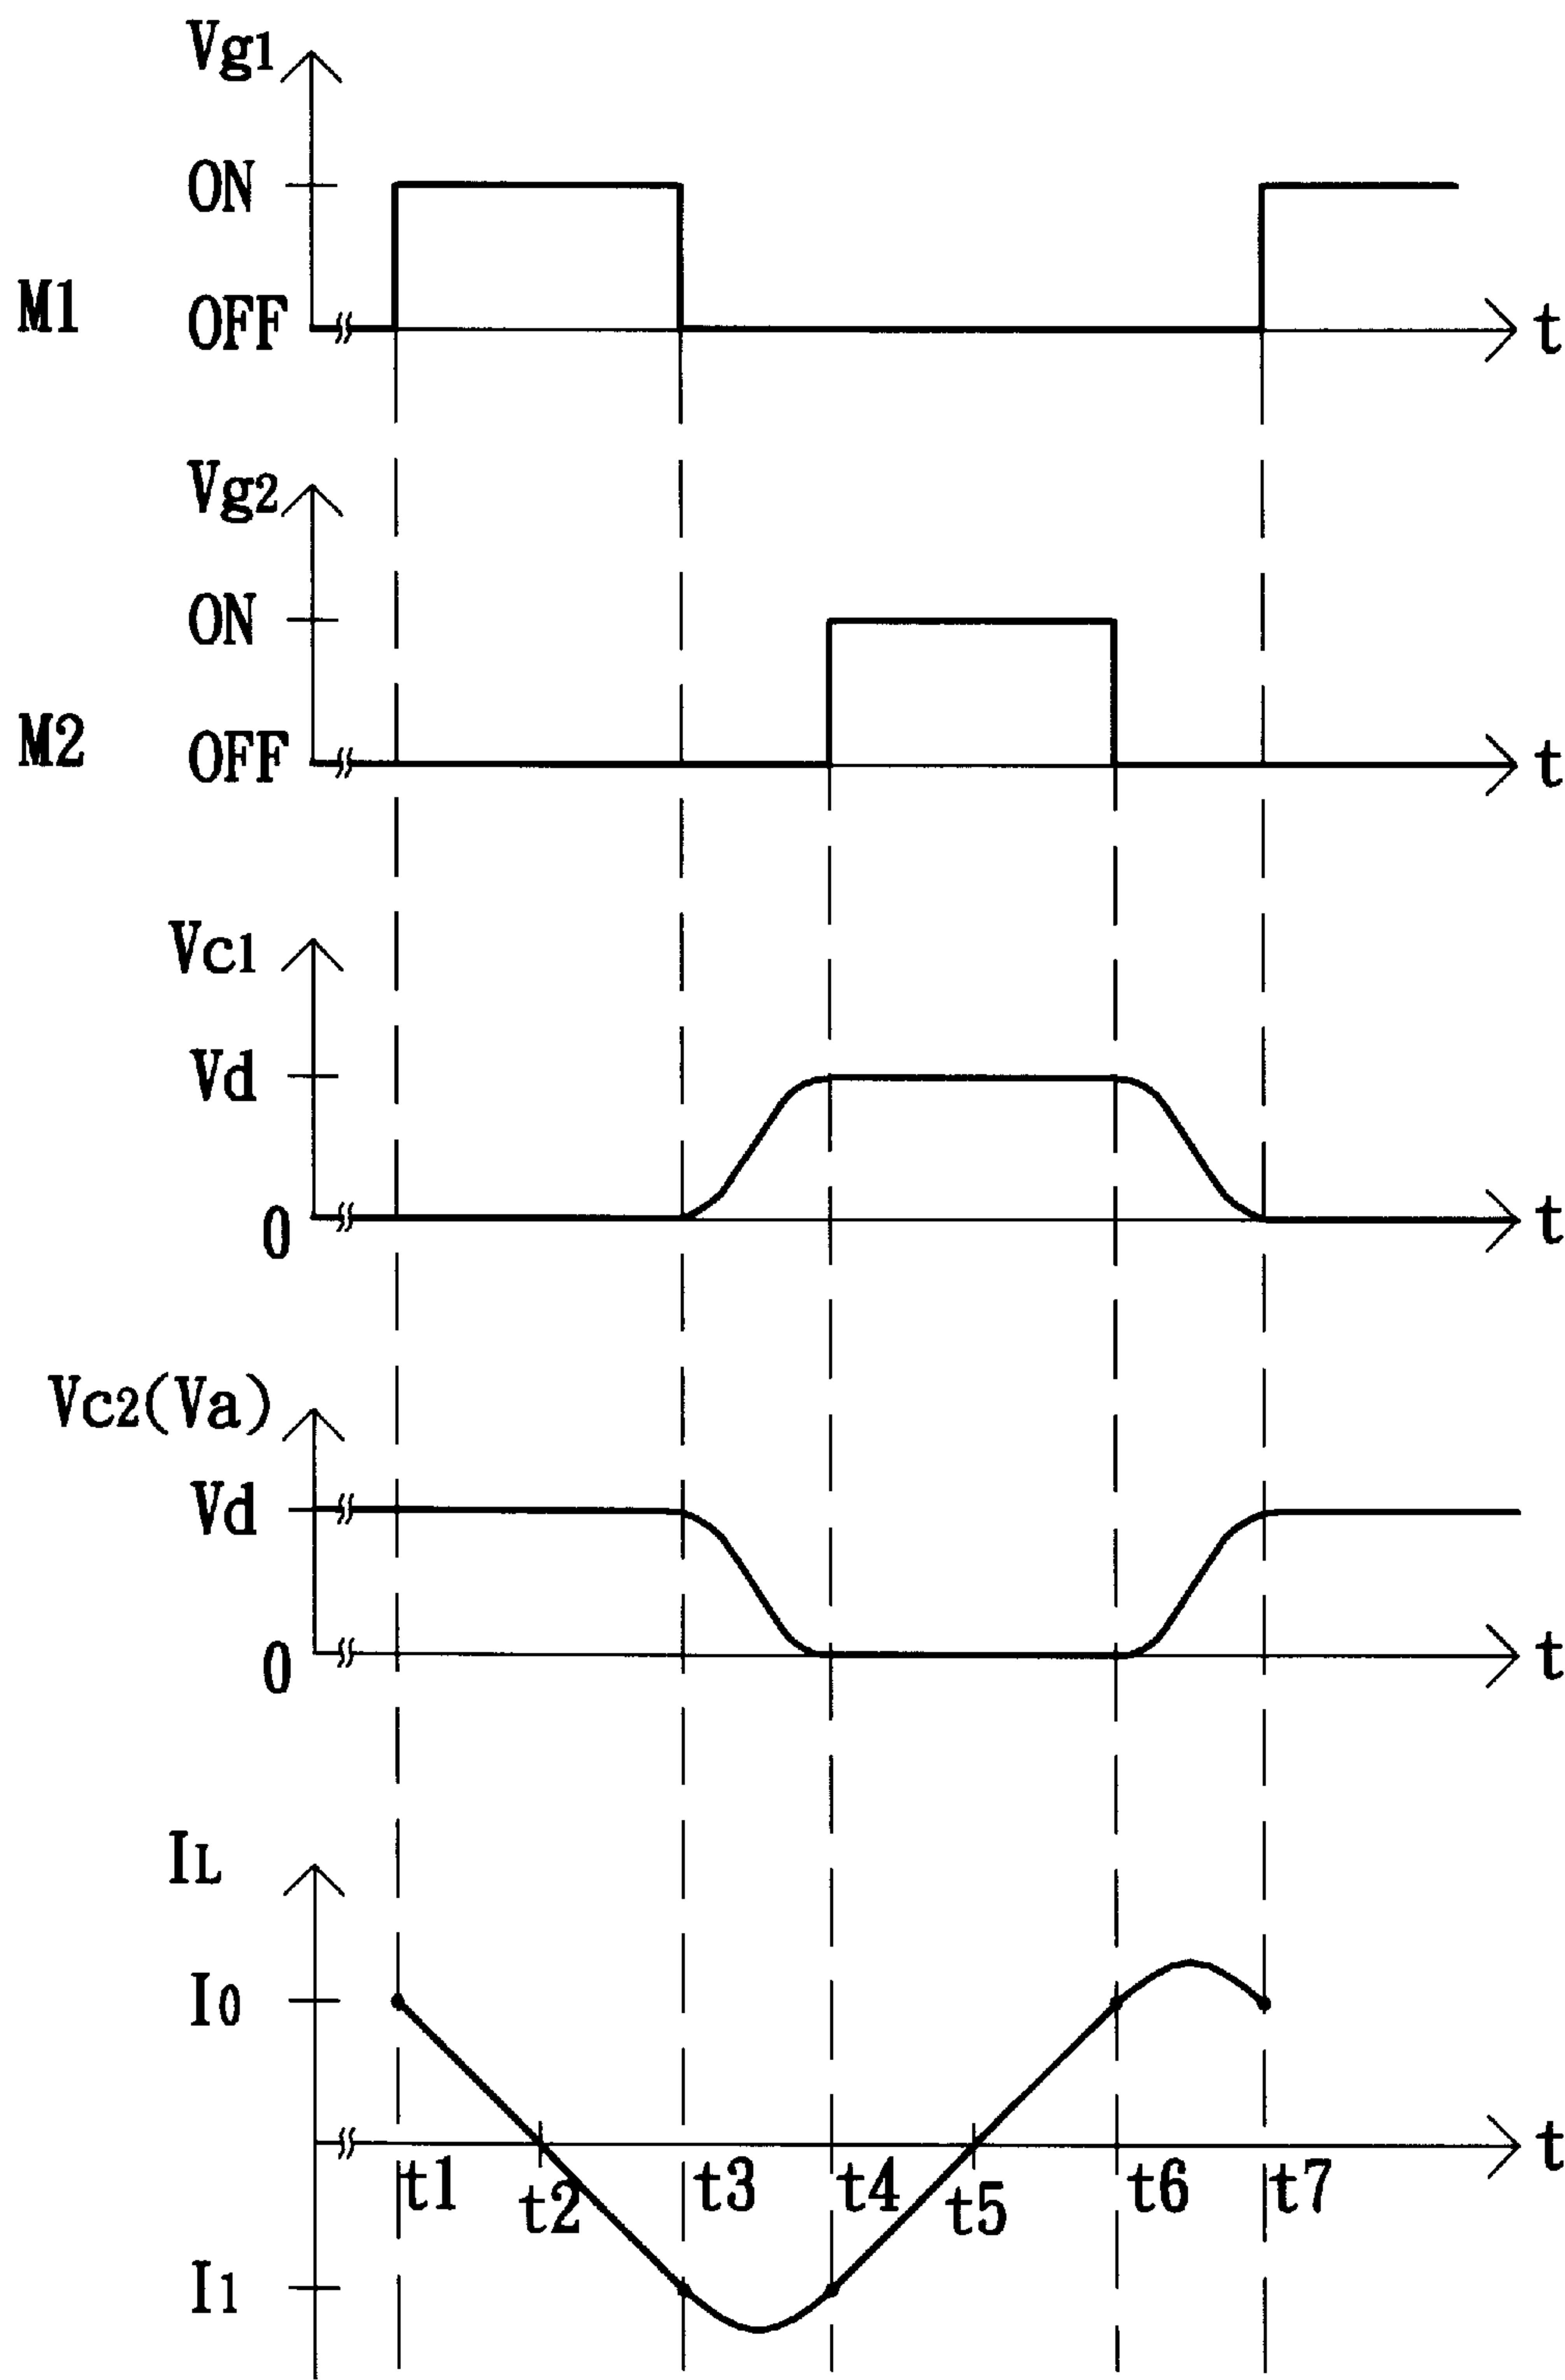 Vg1
ON
M1 OFF t
Vg2
ON
M2 OFF t
Vc1
Vd
0 t
Vc2(Va)
Vd
0 t
IL
I0
t
t1 t2 t3 t4 t5 t6 t7
I1